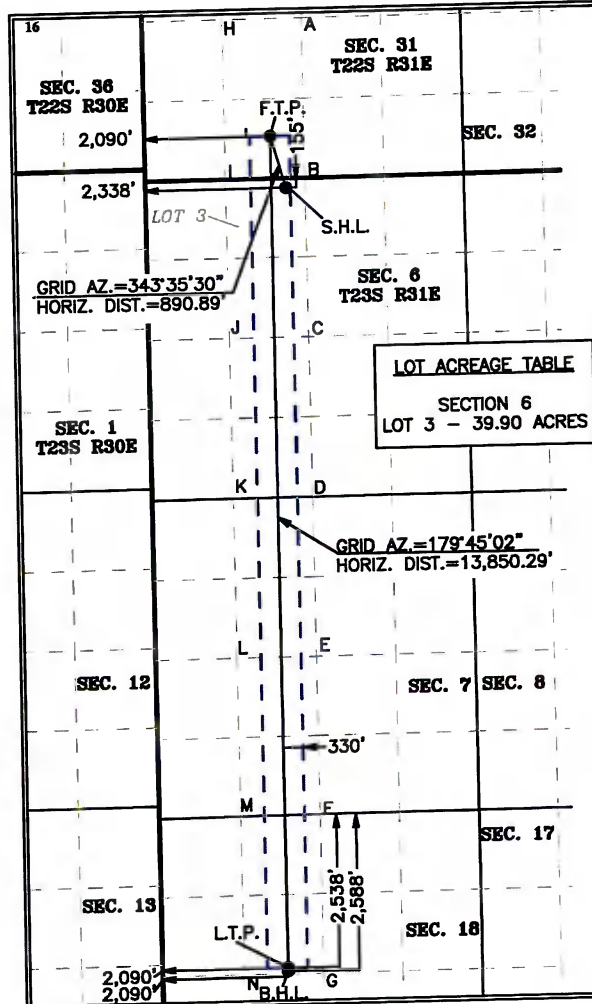 16
H
A
SEC. 31
T22S R31E
SEC. 36
T22S R30E
F.T.P.
155'
2,090'
SEC. 32
B
2,338'
LOT 3
S.H.L.
GRID AZ.=343°35'30"
HORIZ. DIST.=890.89'
SEC. 6
T23S R31E
J
C
LOT ACREAGE TABLE
SECTION 6
LOT 3 - 39.90 ACRES
SEC. 1
T23S R30E
K
D
GRID AZ.=179°45'02"
HORIZ. DIST.=13,850.29'
L
E
SEC. 12
SEC. 7
SEC. 8
330'
M
F
SEC. 17
2,538'
2,588'
SEC. 13
SEC. 18
L.T.P.
2,090'
2,090'
N
B.H.L.
G